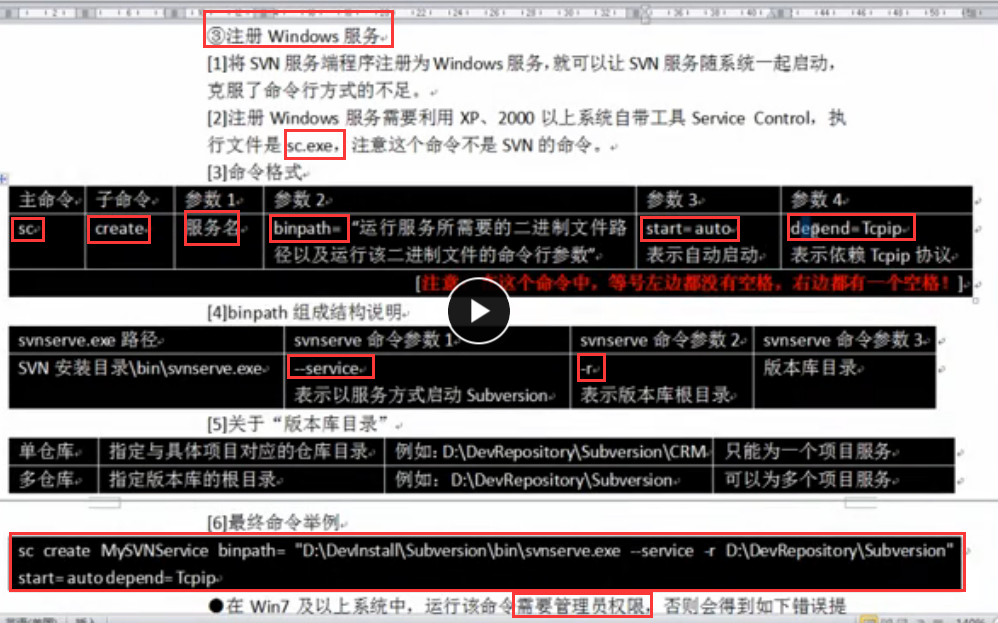 ③注册 Windows 服务
[1]将 SVN 服务端程序注册为 Windows 服务，就可以让 SVN 服务随系统一起启动，
克服了命令行方式的不足。
[2]注册 Windows 服务需要利用 XP、2000 以上系统自带工具 Service Control，执
行文件是 sc.exe，注意这个命令不是 SVN 的命令。
[3]命令格式
主命令 子命令 参数 1 参数 2 参数 3 参数 4
sc create 服务名 binpath= “运行服务所需要的二进制文件路 start= auto depend= Tcpip
径以及运行该二进制文件的命令行参数” 表示自动启动 表示依赖 Tcpip 协议
[注意：在这个命令中，等号左边都没有空格，右边都有一个空格！]
[4]binpath 组成结构说明
svnserve.exe 路径 svnserve 命令参数 1 svnserve 命令参数 2 svnserve 命令参数 3
SVN 安装目录\bin\svnserve.exe --service -r 版本库目录
表示以服务方式启动 Subversion 表示版本库根目录
[5]关于“版本库目录”
单仓库 指定与具体项目对应的仓库目录 例如：D:\DevRepository\Subversion\CRM 只能为一个项目服务
多仓库 指定版本库的根目录 例如：D:\DevRepository\Subversion 可以为多个项目服务
[6]最终命令举例
sc create MySVNService binpath= "D:\DevInstall\Subversion\bin\svnserve.exe --service -r D:\DevRepository\Subversion"
start= auto depend= Tcpip
●在 Win7 及以上系统中，运行该命令需要管理员权限，否则会得到如下错误提